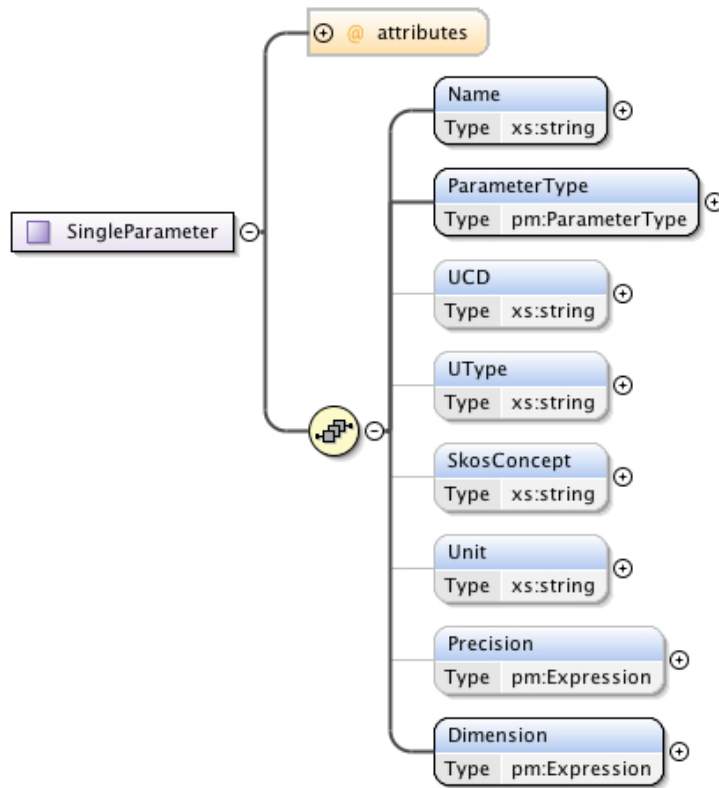 @ attributes
Name
Type xs:string
ParameterType
Type pm:ParameterType
SingleParameter
UCD
Type xs:string
UType
Type xs:string
SkosConcept
Type xs:string
Unit
Type xs:string
Precision
Type pm:Expression
Dimension
Type pm:Expression